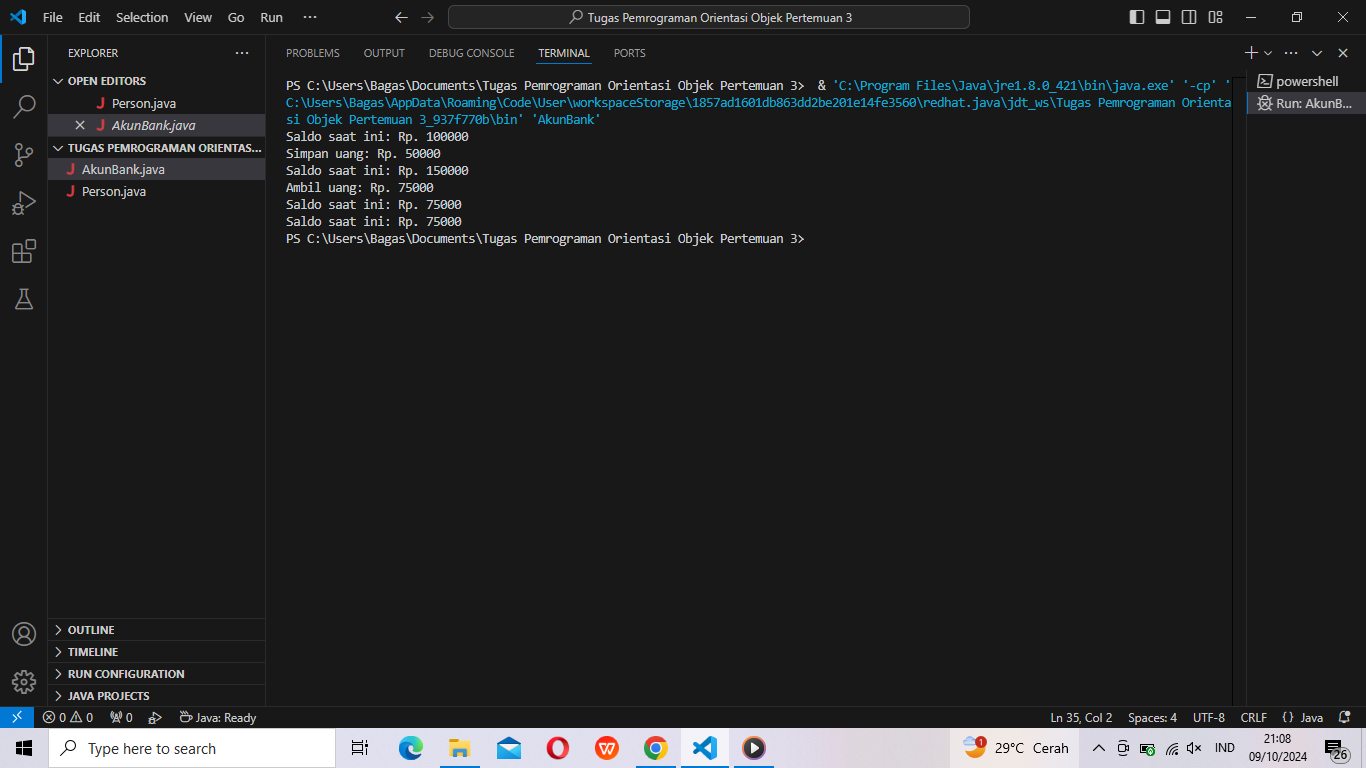 File Edit Selection View Go Run ...
Tugas Pemrograman Orientasi Objek Pertemuan 3
EXPLORER
OPEN EDITORS
Person.java
AkunBank.java
TUGAS PEMROGRAMAN ORIENTAS...
AkunBank.java
Person.java
OUTLINE
TIMELINE
RUN CONFIGURATION
JAVA PROJECTS
PROBLEMS OUTPUT DEBUG CONSOLE TERMINAL PORTS
PS C:\Users\Bagas\Documents\Tugas Pemrograman Orientasi Objek Pertemuan 3>  & 'C:\Program Files\Java\jre1.8.0_421\bin\java.exe' '-cp' '
C:\Users\Bagas\AppData\Roaming\Code\User\workspaceStorage\1857ad1601db863dd2be201e14fe3560\redhat.java\jdt_ws\Tugas Pemrograman Orienta
si Objek Pertemuan 3_937f770b\bin' 'AkunBank'
Saldo saat ini: Rp. 100000
Simpan uang: Rp. 50000
Saldo saat ini: Rp. 150000
Ambil uang: Rp. 75000
Saldo saat ini: Rp. 75000
Saldo saat ini: Rp. 75000
PS C:\Users\Bagas\Documents\Tugas Pemrograman Orientasi Objek Pertemuan 3>
powershell
Run: AkunB...
0 0 0 Java: Ready
Ln 35, Col 2 Spaces: 4 UTF-8 CRLF {} Java
Type here to search
1 29°C Cerah
IND
21:08
09/10/2024
26